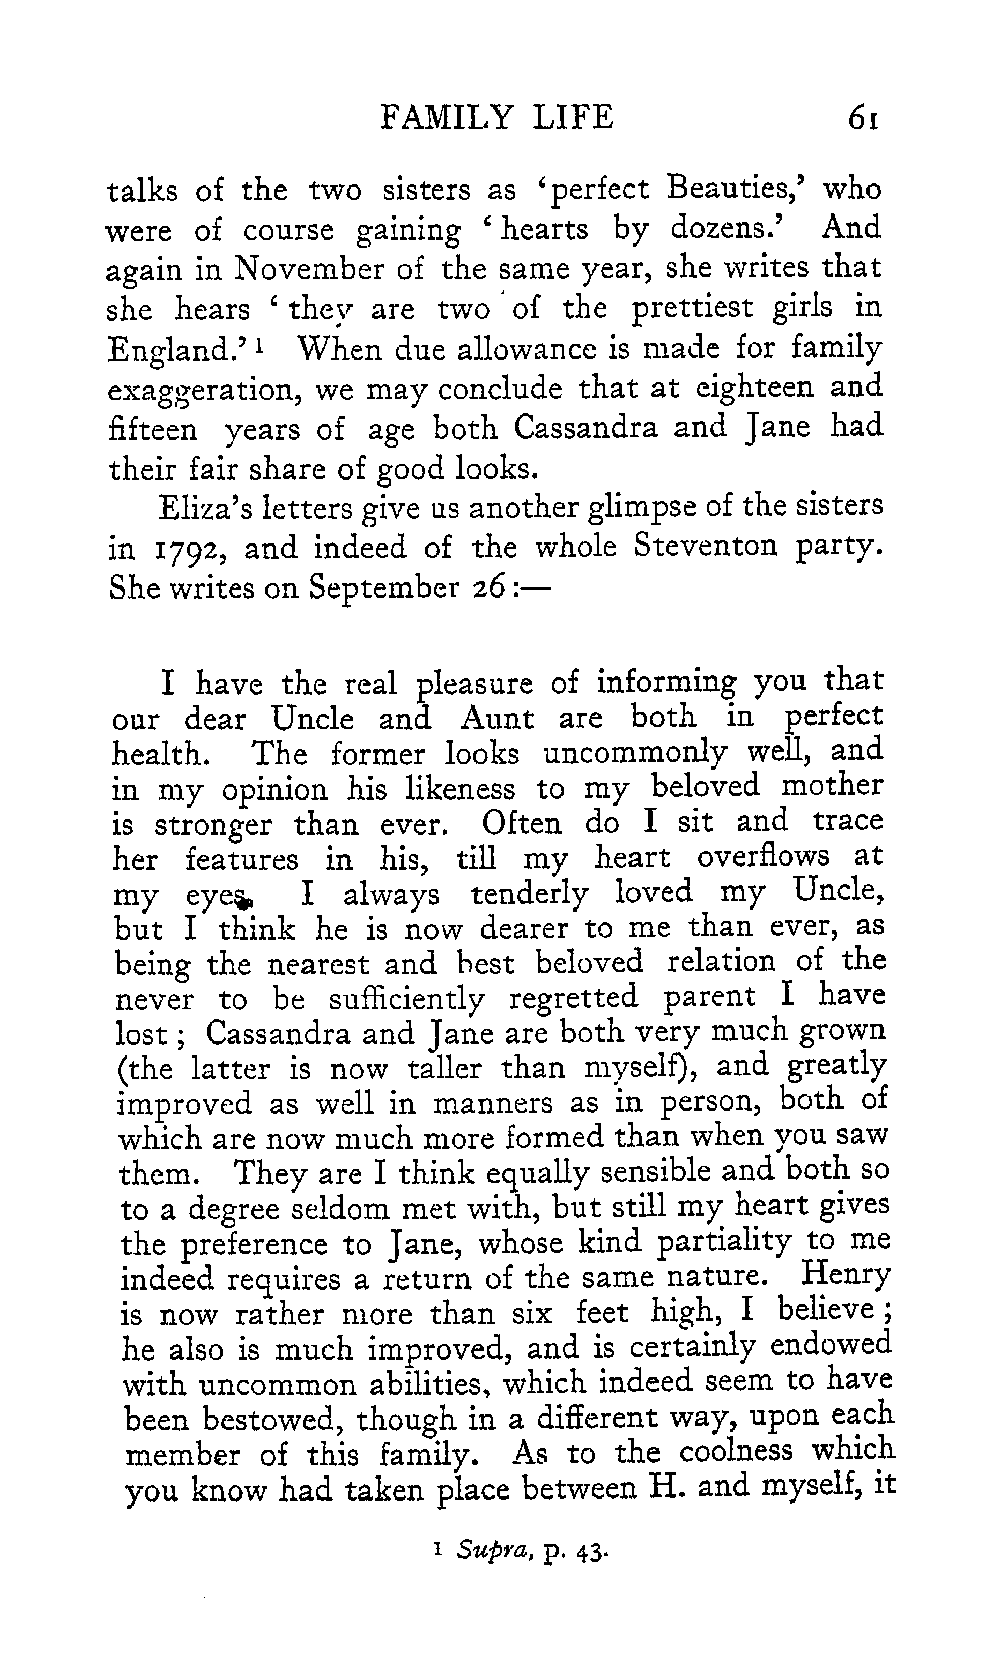 FAMILY LIFE 61
talks of the two sisters as ‘perfect Beauties,’ who
were of course gaining ‘hearts by dozens.’ And
again in November of the same year, she writes that
she hears ‘they are two of the prettiest girls in
England.’ 1 When due allowance is made for family
exaggeration, we may conclude that at eighteen and
fifteen years of age both Cassandra and Jane had
their fair share of good looks.
Eliza’s letters give us another glimpse of the sisters
in 1792, and indeed of the whole Steventon party.
She writes on September 26:—
I have the real pleasure of informing you that
our dear Uncle and Aunt are both in perfect
health. The former looks uncommonly well, and
in my opinion his likeness to my beloved mother
is stronger than ever. Often do I sit and trace
her features in his, till my heart overflows at
my eyes. I always tenderly loved my Uncle,
but I think he is now dearer to me than ever, as
being the nearest and best beloved relation of the
never to be sufficiently regretted parent I have
lost; Cassandra and Jane are both very much grown
(the latter is now taller than myself), and greatly
improved as well in manners as in person, both of
which are now much more formed than when you saw
them. They are I think equally sensible and both so
to a degree seldom met with, but still my heart gives
the preference to Jane, whose kind partiality to me
indeed requires a return of the same nature. Henry
is now rather more than six feet high, I believe;
he also is much improved, and is certainly endowed
with uncommon abilities, which indeed seem to have
been bestowed, though in a different way, upon each
member of this family. As to the coolness which
you know had taken place between H. and myself, it
1 Supra, p. 43.